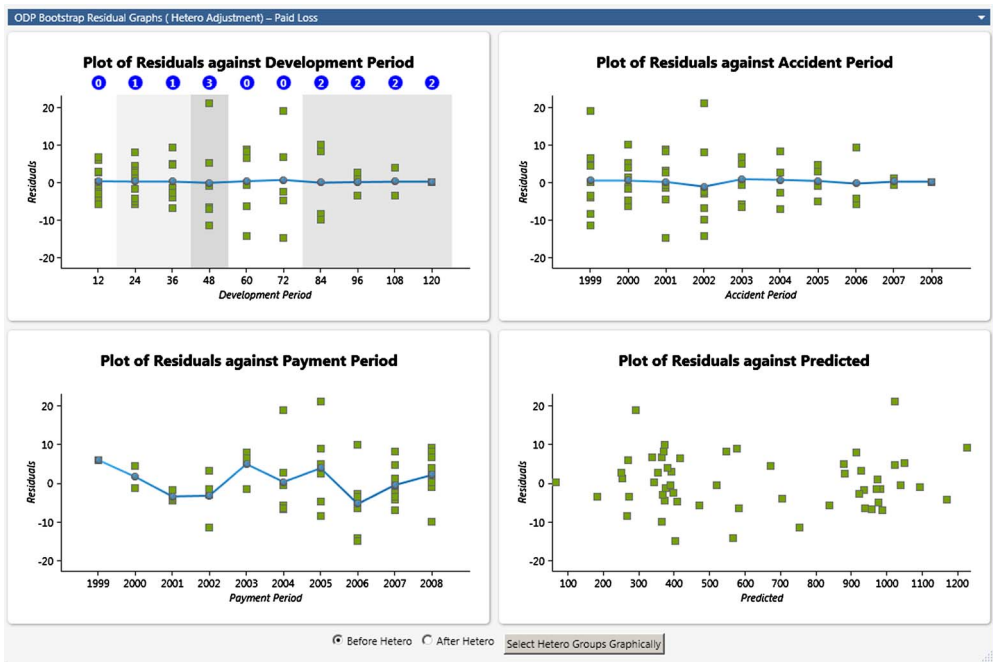 ODP Bootstrap Residual Graphs ( Hetero Adjustment) – Paid Loss
Plot of Residuals against Development Period
0 1 1 3 0 0 2 2 2 2
20
10
0
-10
-20
Residuals
12 24 36 48 60 72 84 96 108 120
Development Period
Plot of Residuals against Accident Period
20
10
0
-10
-20
Residuals
1999 2000 2001 2002 2003 2004 2005 2006 2007 2008
Accident Period
Plot of Residuals against Payment Period
20
10
0
-10
-20
Residuals
1999 2000 2001 2002 2003 2004 2005 2006 2007 2008
Payment Period
Plot of Residuals against Predicted
20
10
0
-10
-20
Residuals
100 200 300 400 500 600 700 800 900 1000 1100 1200
Predicted
Before Hetero After Hetero Select Hetero Groups Graphically